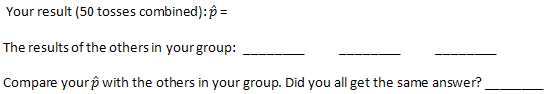 Your result (50 tosses combined): p̂ =
The results of the others in your group: ________ ________ ________
Compare your p̂ with the others in your group. Did you all get the same answer? ________